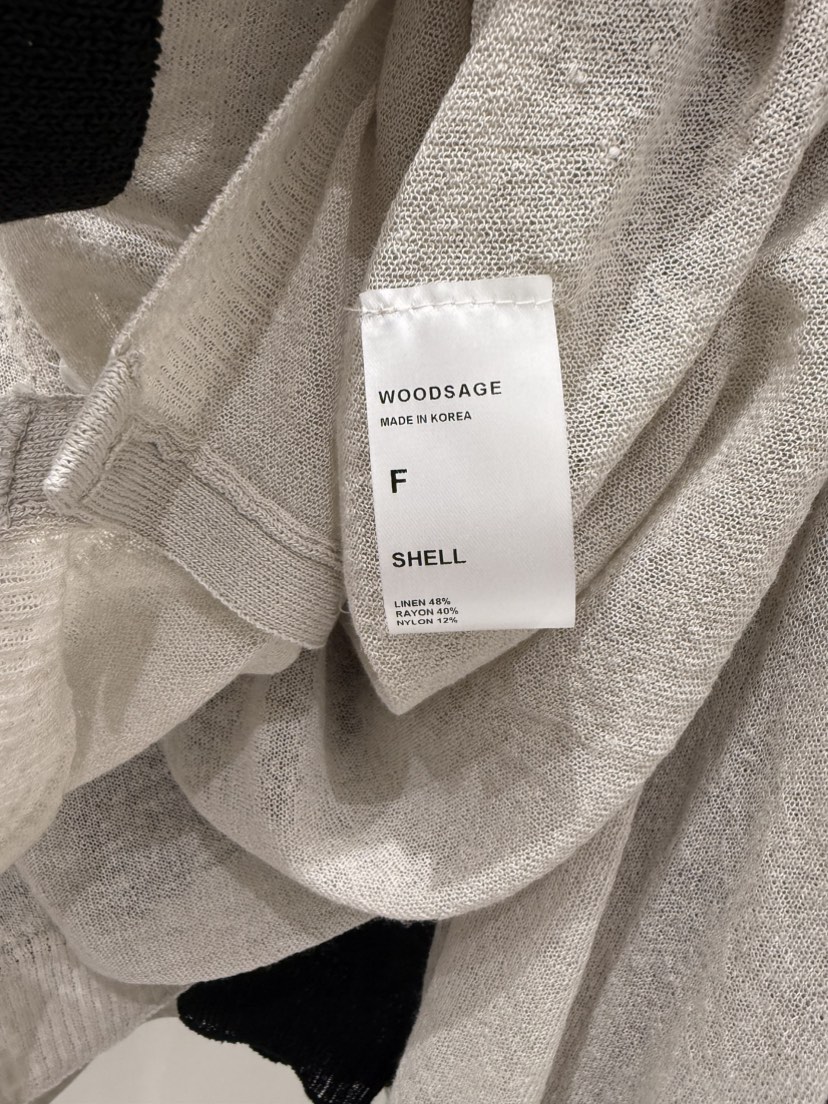 WOODSAGE
MADE IN KOREA
F
SHELL
LINEN 48%
RAYON 40%
NYLON 12%